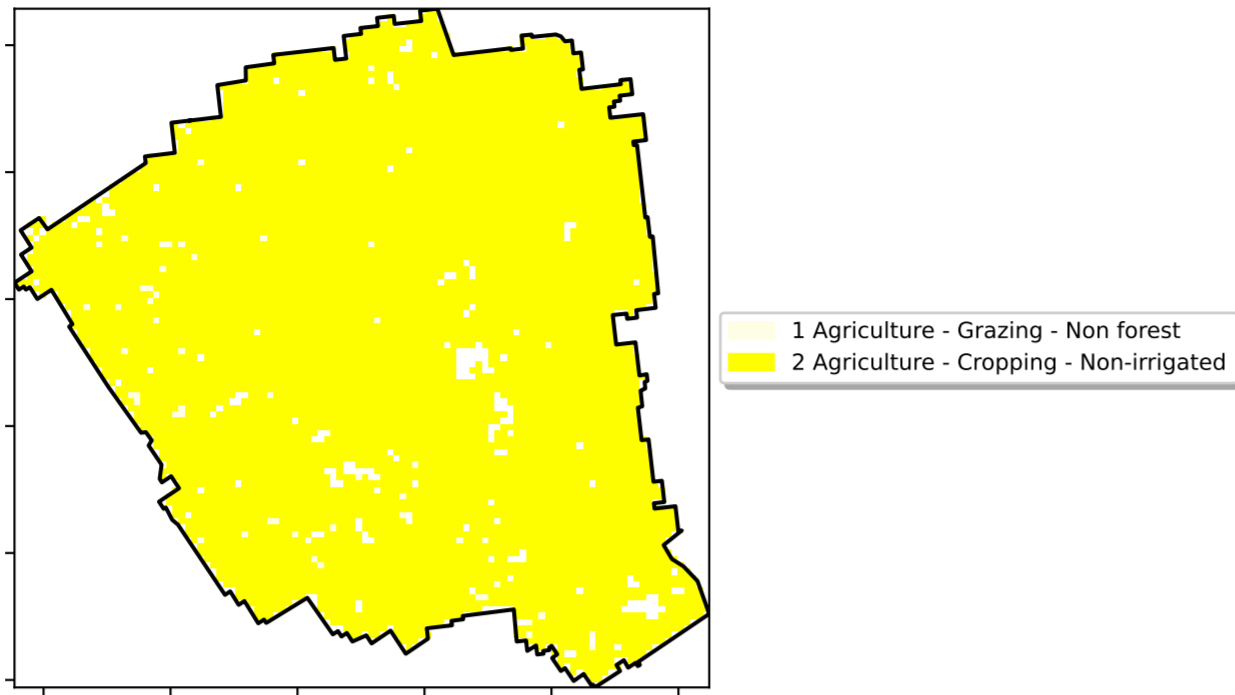 1 Agriculture - Grazing - Non forest
2 Agriculture - Cropping - Non-irrigated